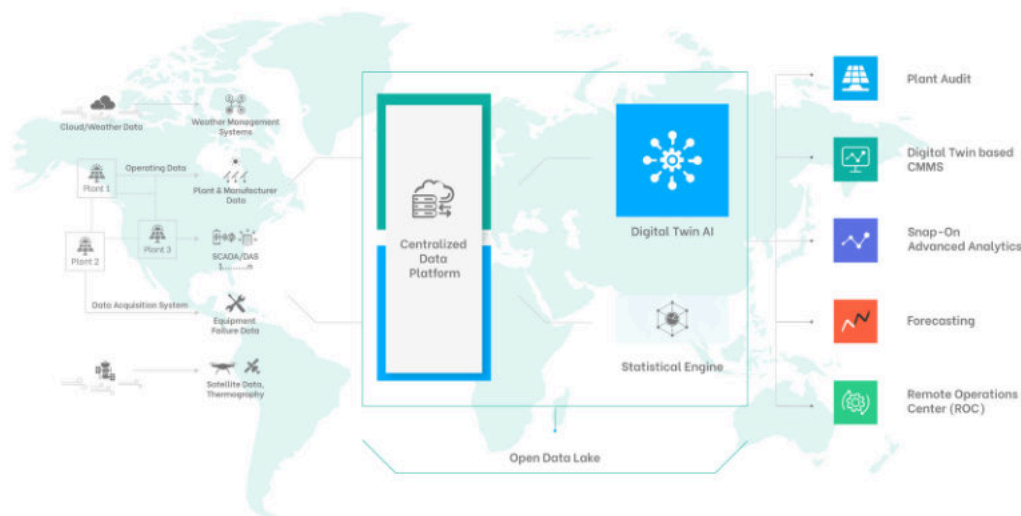 Cloud/Weather Data
Weather Menagement
Systems
Plant 1
Operating Data
Plant & Manufacturer
Data
Plant 3
Plant 2
SCADA/DAS
1.........n
Data Acquisition System
Equipment
Failure Data
Satellite Data,
Thermography
Centralized
Data
Platform
Digital Twin AI
Statistical Engine
Open Data Lake
Plant Audit
Digital Twin based
CMMS
Snap-On
Advanced Analytics
Forecasting
Remote Operations
Center (ROC)